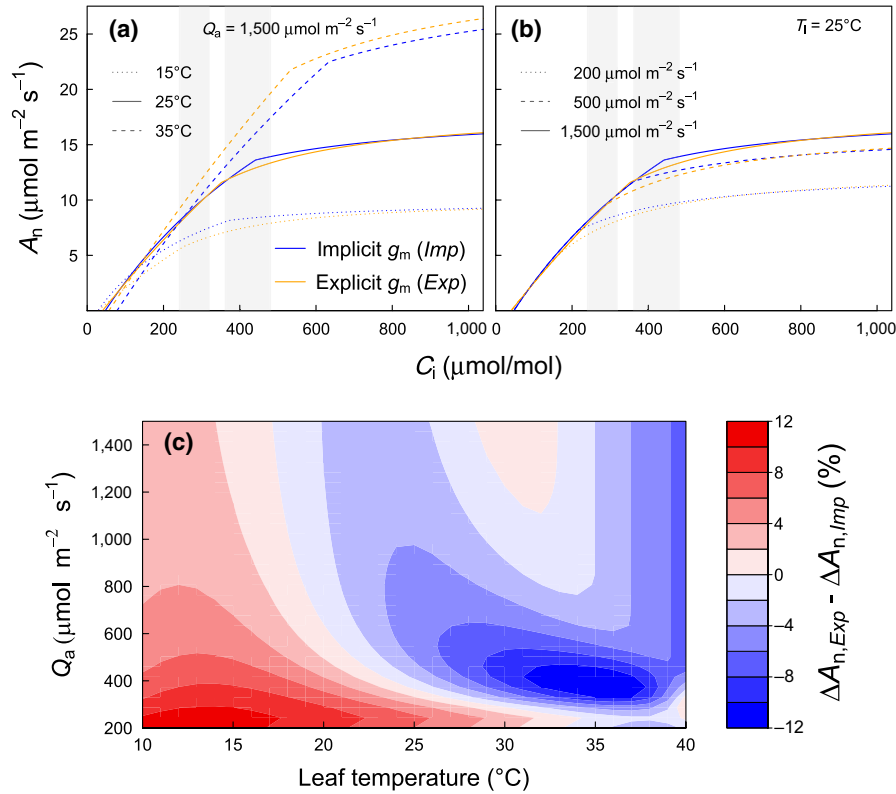 (a)
Qa = 1,500 μmol m−2 s−1
15°C
25°C
35°C
Implicit gm (Imp)
Explicit gm (Exp)
An (μmol m−2 s−1)
25
20
15
10
5
0 200 400 600 800 1,000
(b)
Ti = 25°C
200 μmol m−2 s−1
500 μmol m−2 s−1
1,500 μmol m−2 s−1
0 200 400 600 800 1,000
Ci (μmol/mol)
(c)
Qa (μmol m−2 s−1)
1,400
1,200
1,000
800
600
400
200
10 15 20 25 30 35 40
Leaf temperature (°C)
12
8
4
0
−4
−8
−12
ΔAn,Exp - ΔAn,Imp (%)